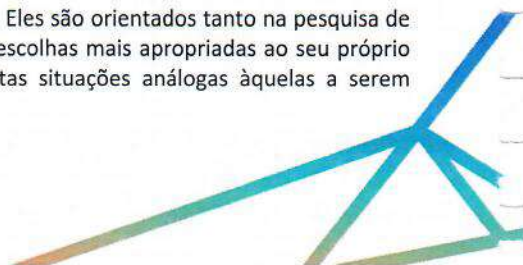 Eles são orientados tanto na pesquisa de
escolhas mais apropriadas ao seu próprio
tas situações análogas àquelas a serem